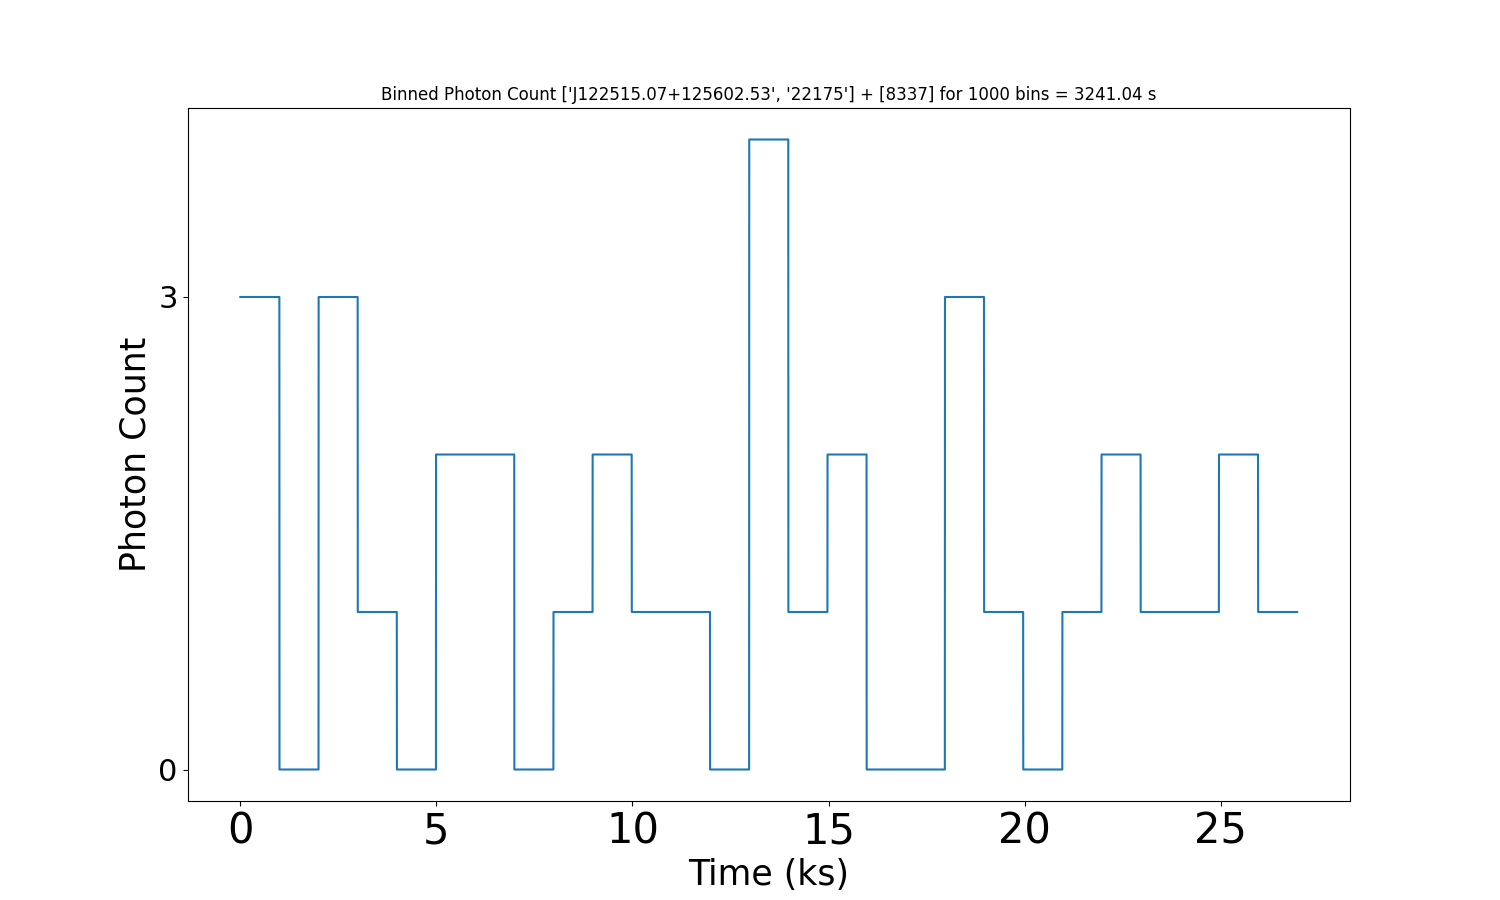 Binned Photon Count ['J122515.07+125602.53', '22175'] + [8337] for 1000 bins = 3241.04 s
Photon Count
3
0
0 5 10 15 20 25
Time (ks)